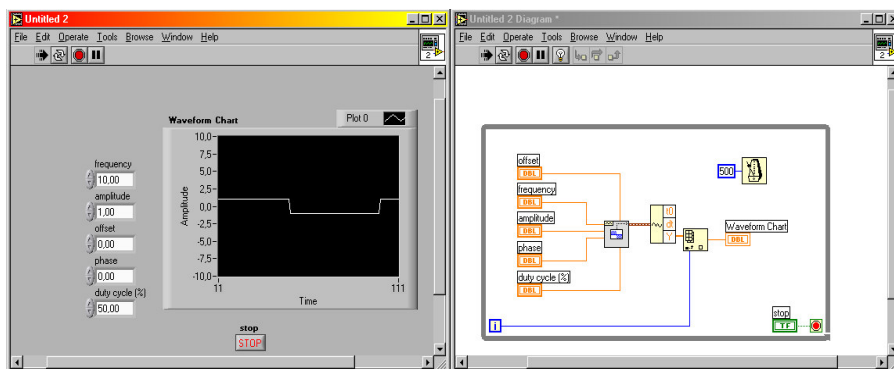 Untitled 2
File Edit Operate Tools Browse Window Help
2
Waveform Chart
Plot 0
10,0
7,5
5,0
2,5
0,0
-2,5
-5,0
-7,5
-10,0
Amplitude
11
111
Time
frequency
10,00
amplitude
1,00
offset
0,00
phase
0,00
duty cycle (%)
50,00
stop
STOP
Untitled 2 Diagram *
File Edit Operate Tools Browse Window Help
2
offset
DBL
frequency
DBL
amplitude
DBL
phase
DBL
duty cycle (%)
DBL
500
t0
Y
Waveform Chart
DBL
i
stop
TF